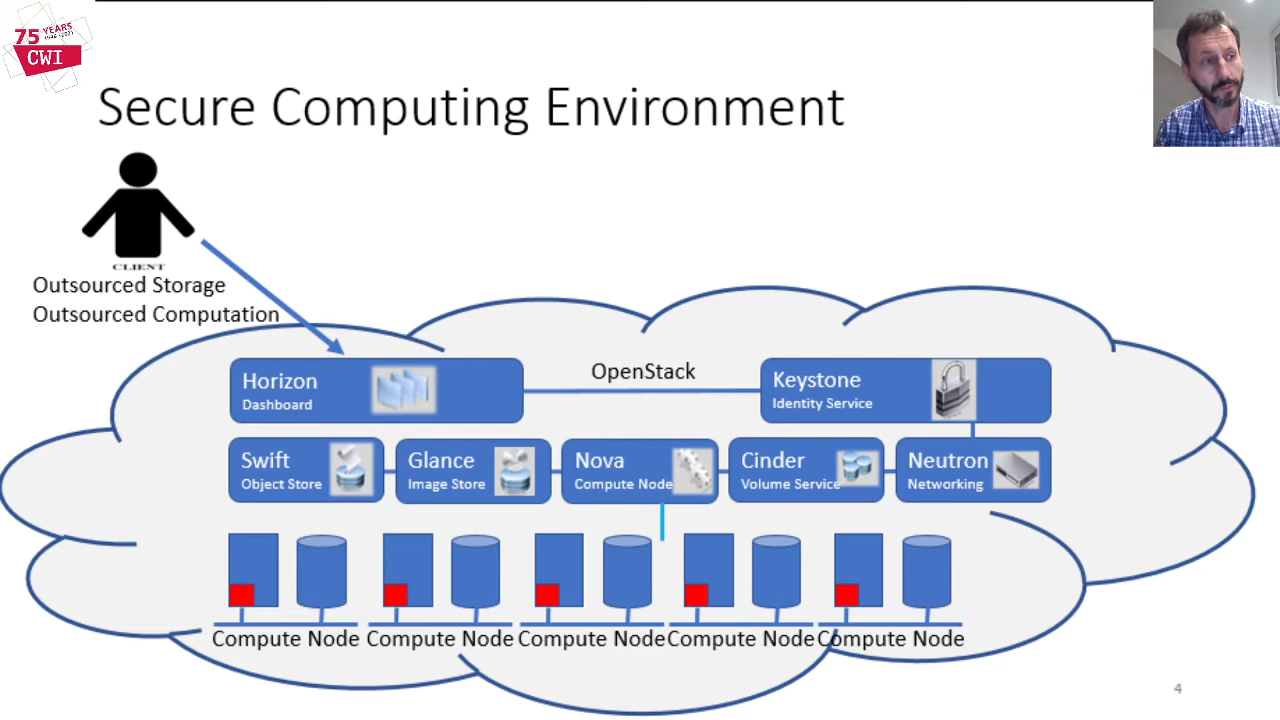 75 YEARS
CWI
Secure Computing Environment
CLIENT
Outsourced Storage
Outsourced Computation
OpenStack
Horizon
Dashboard
Keystone
Identity Service
Swift
Object Store
Glance
Image Store
Nova
Compute Node
Cinder
Volume Service
Neutron
Networking
Compute Node
Compute Node
Compute Node
Compute Node
Compute Node
4